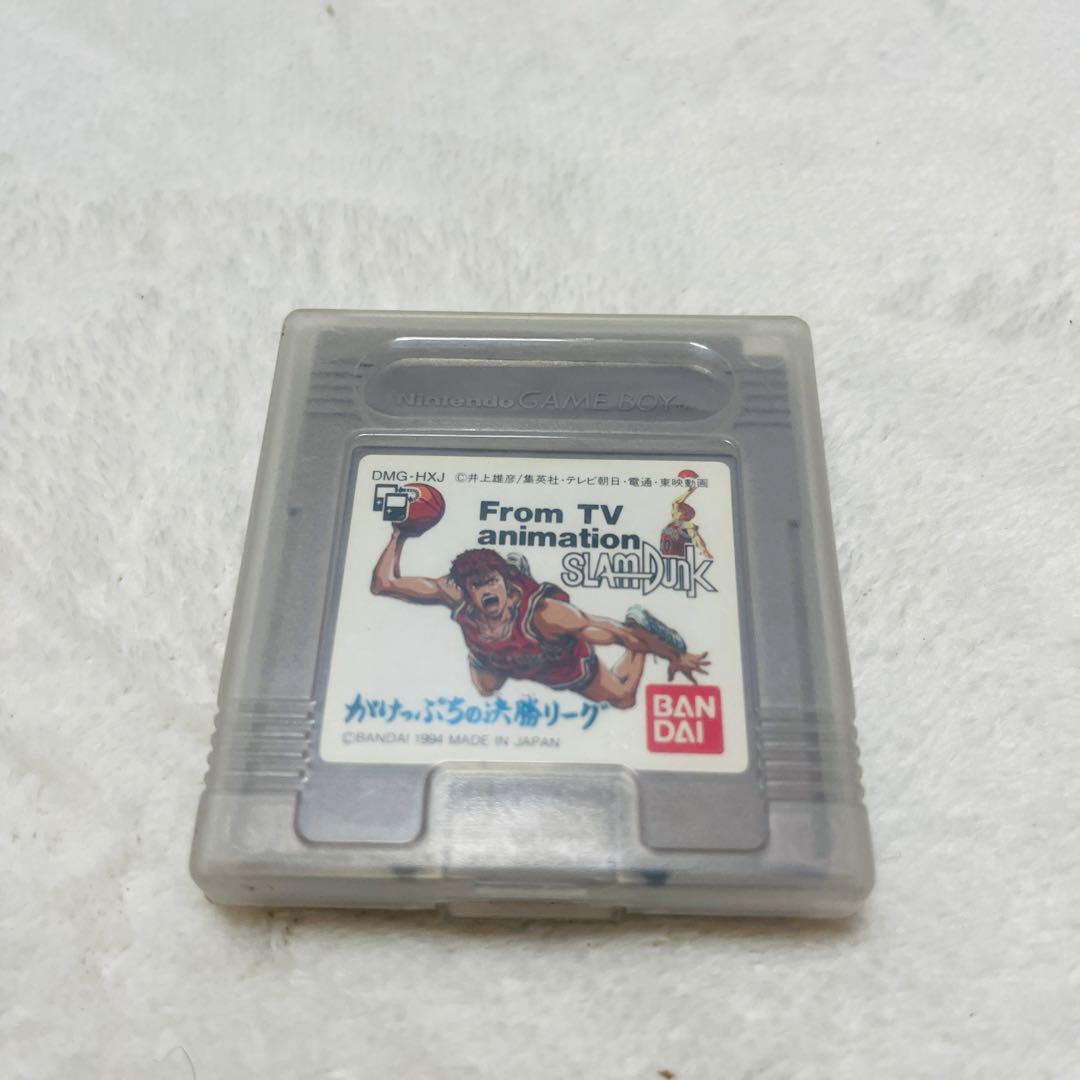 Nintendo GAME BOY
DMG-HXJ ©井上雄彦/集英社・テレビ朝日・電通・東映動画
From TV
animation
SLAM DUNK
がけっぷちの決勝リーグ
BAN
DAI
©BANDAI 1994 MADE IN JAPAN